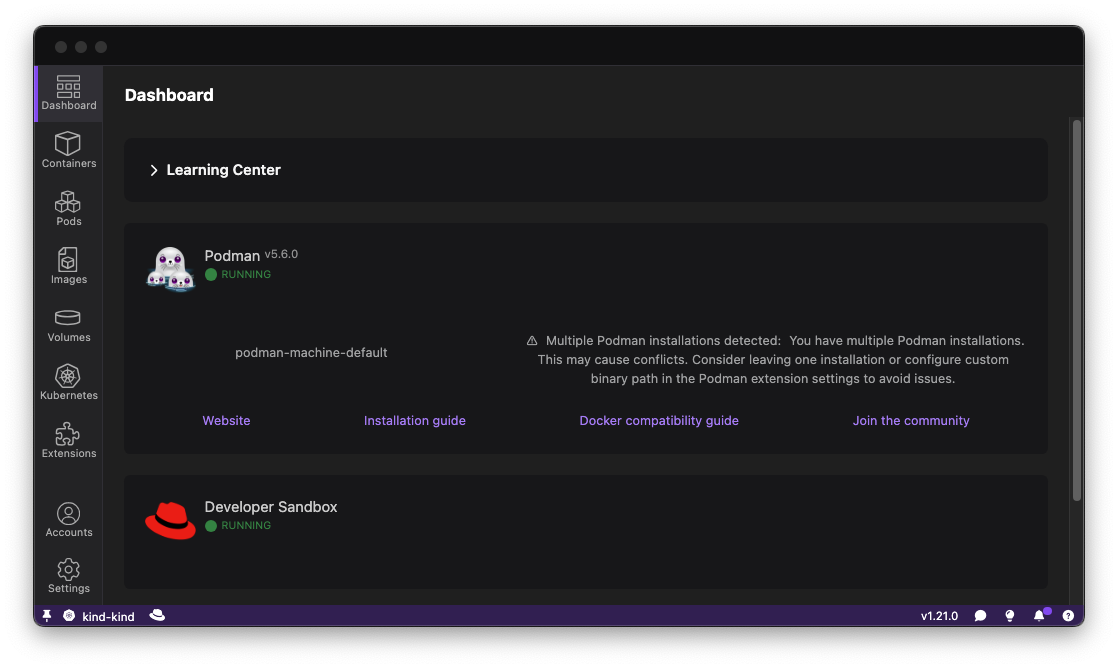 Dashboard
Dashboard
Containers
Pods
Images
Volumes
Kubernetes
Extensions
Accounts
Settings
Learning Center
Podman v5.6.0
RUNNING
podman-machine-default
Multiple Podman installations detected: You have multiple Podman installations.
This may cause conflicts. Consider leaving one installation or configure custom
binary path in the Podman extension settings to avoid issues.
Website Installation guide Docker compatibility guide Join the community
Developer Sandbox
RUNNING
kind-kind v1.21.0